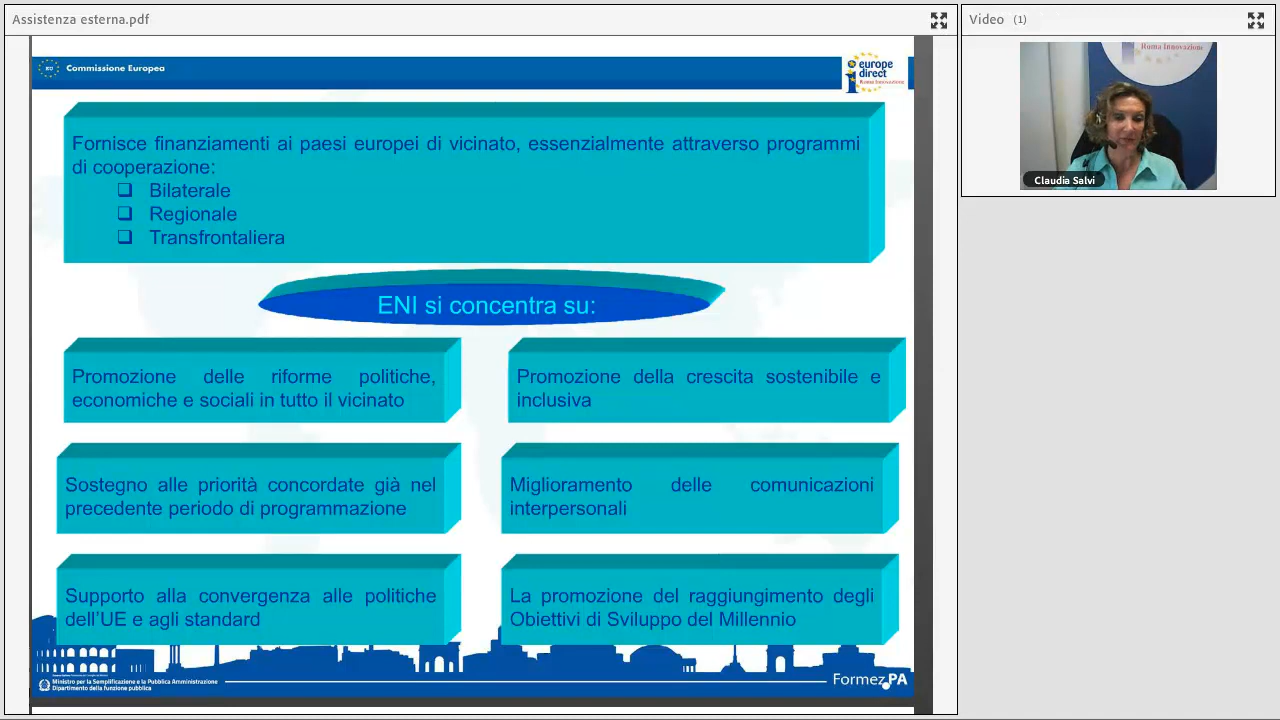 Assistenza esterna.pdf
Video (1)
Commissione Europea
europe
direct
Roma Innovazione
Roma Innovazione
Claudia Salvi
Fornisce finanziamenti ai paesi europei di vicinato, essenzialmente attraverso programmi
di cooperazione:
❑ Bilaterale
❑ Regionale
❑ Transfrontaliera
ENI si concentra su:
Promozione delle riforme politiche,
economiche e sociali in tutto il vicinato
Promozione della crescita sostenibile e
inclusiva
Sostegno alle priorità concordate già nel
precedente periodo di programmazione
Miglioramento delle comunicazioni
interpersonali
Supporto alla convergenza alle politiche
dell'UE e agli standard
La promozione del raggiungimento degli
Obiettivi di Sviluppo del Millennio
Ministro per la Semplificazione e la Pubblica Amministrazione
Dipartimento della funzione pubblica
FormezPA